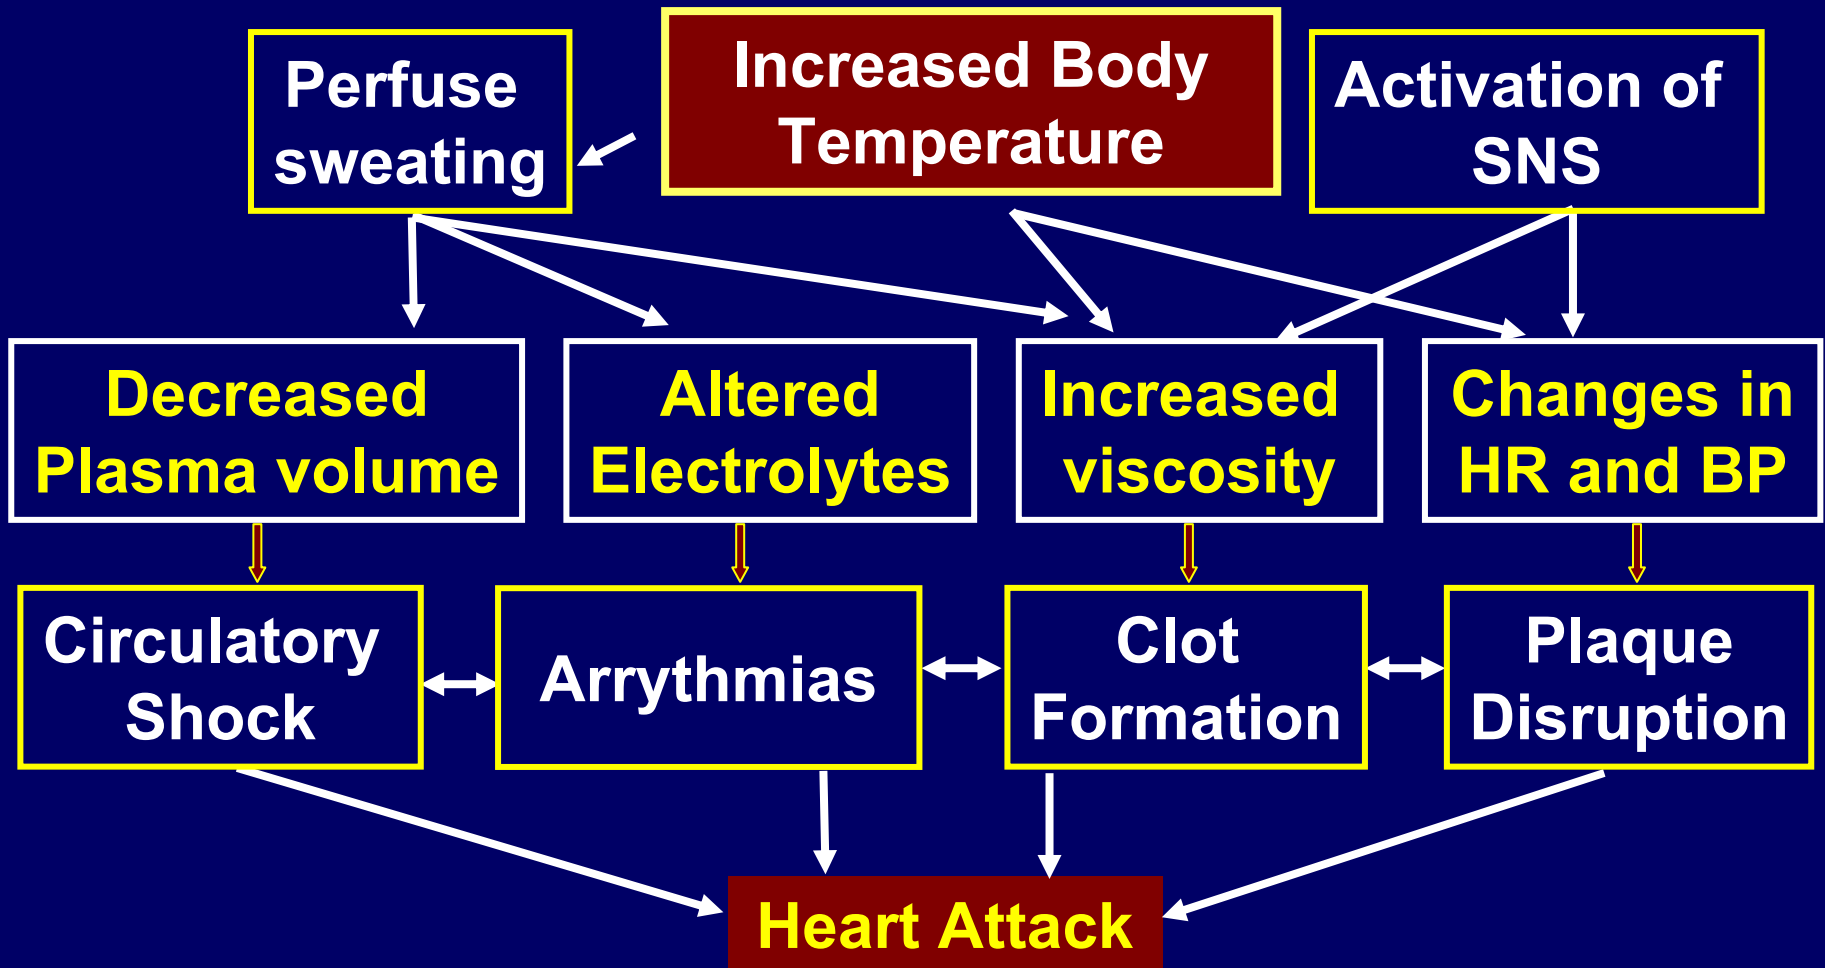 Perfuse
sweating
Increased Body
Temperature
Activation of
SNS
Decreased
Plasma volume
Altered
Electrolytes
Increased
viscosity
Changes in
HR and BP
Circulatory
Shock
Arrythmias
Clot
Formation
Plaque
Disruption
Heart Attack